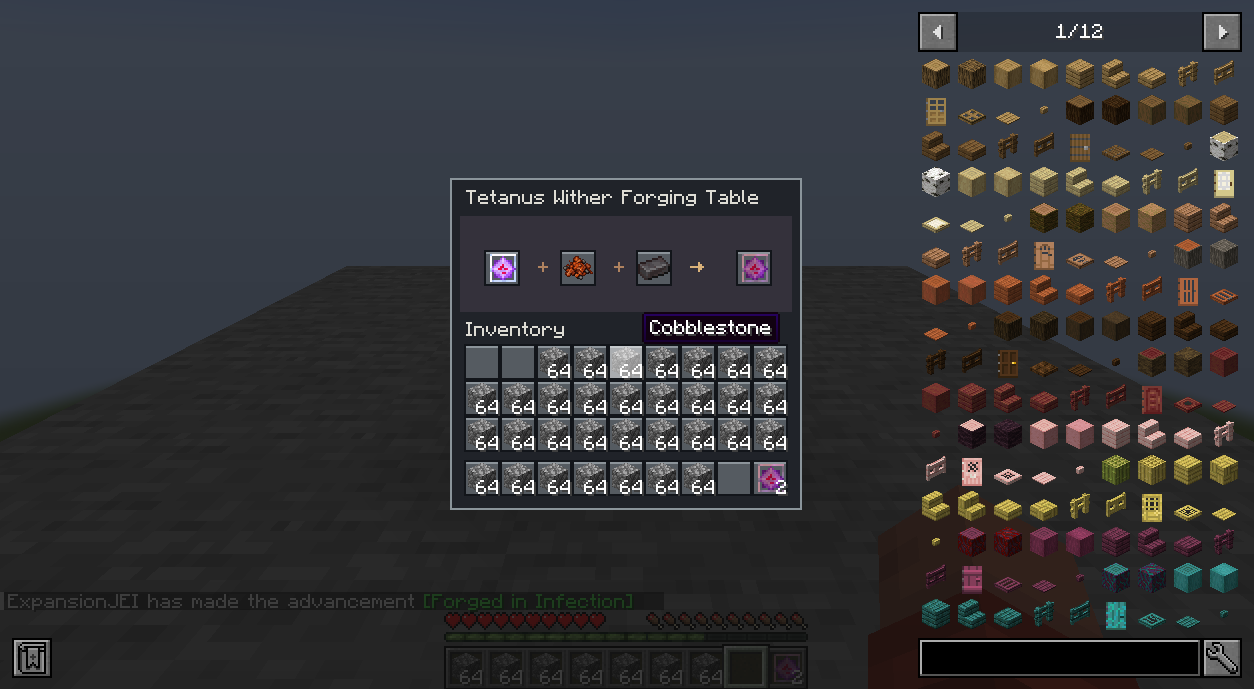 1/12
Tetanus Wither Forging Table
Inventory
Cobblestone
64 64 64 64 64 64 64
64 64 64 64 64 64 64 64 64
64 64 64 64 64 64 64 64 64
64 64 64 64 64 64 64 2
ExpansionJEI has made the advancement [Forged in Infection]
64 64 64 64 64 64 64 2